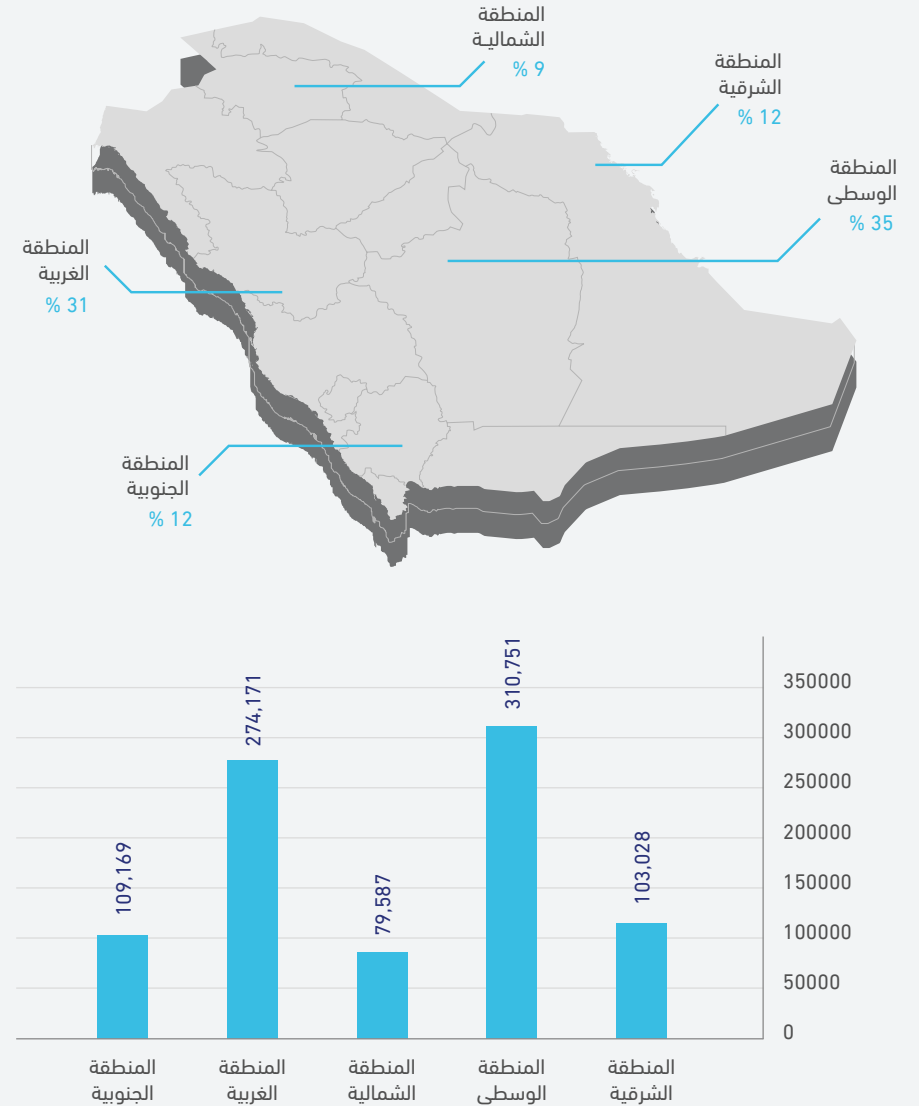 المنطقة
الشمالية
% 9
المنطقة
الشرقية
% 12
المنطقة
الوسطى
% 35
المنطقة
الغربية
% 31
المنطقة
الجنوبية
% 12
350000
300000
250000
200000
150000
100000
50000
0
103,028
310,751
79,587
274,171
109,169
المنطقة
الشرقية
المنطقة
الوسطى
المنطقة
الشمالية
المنطقة
الغربية
المنطقة
الجنوبية